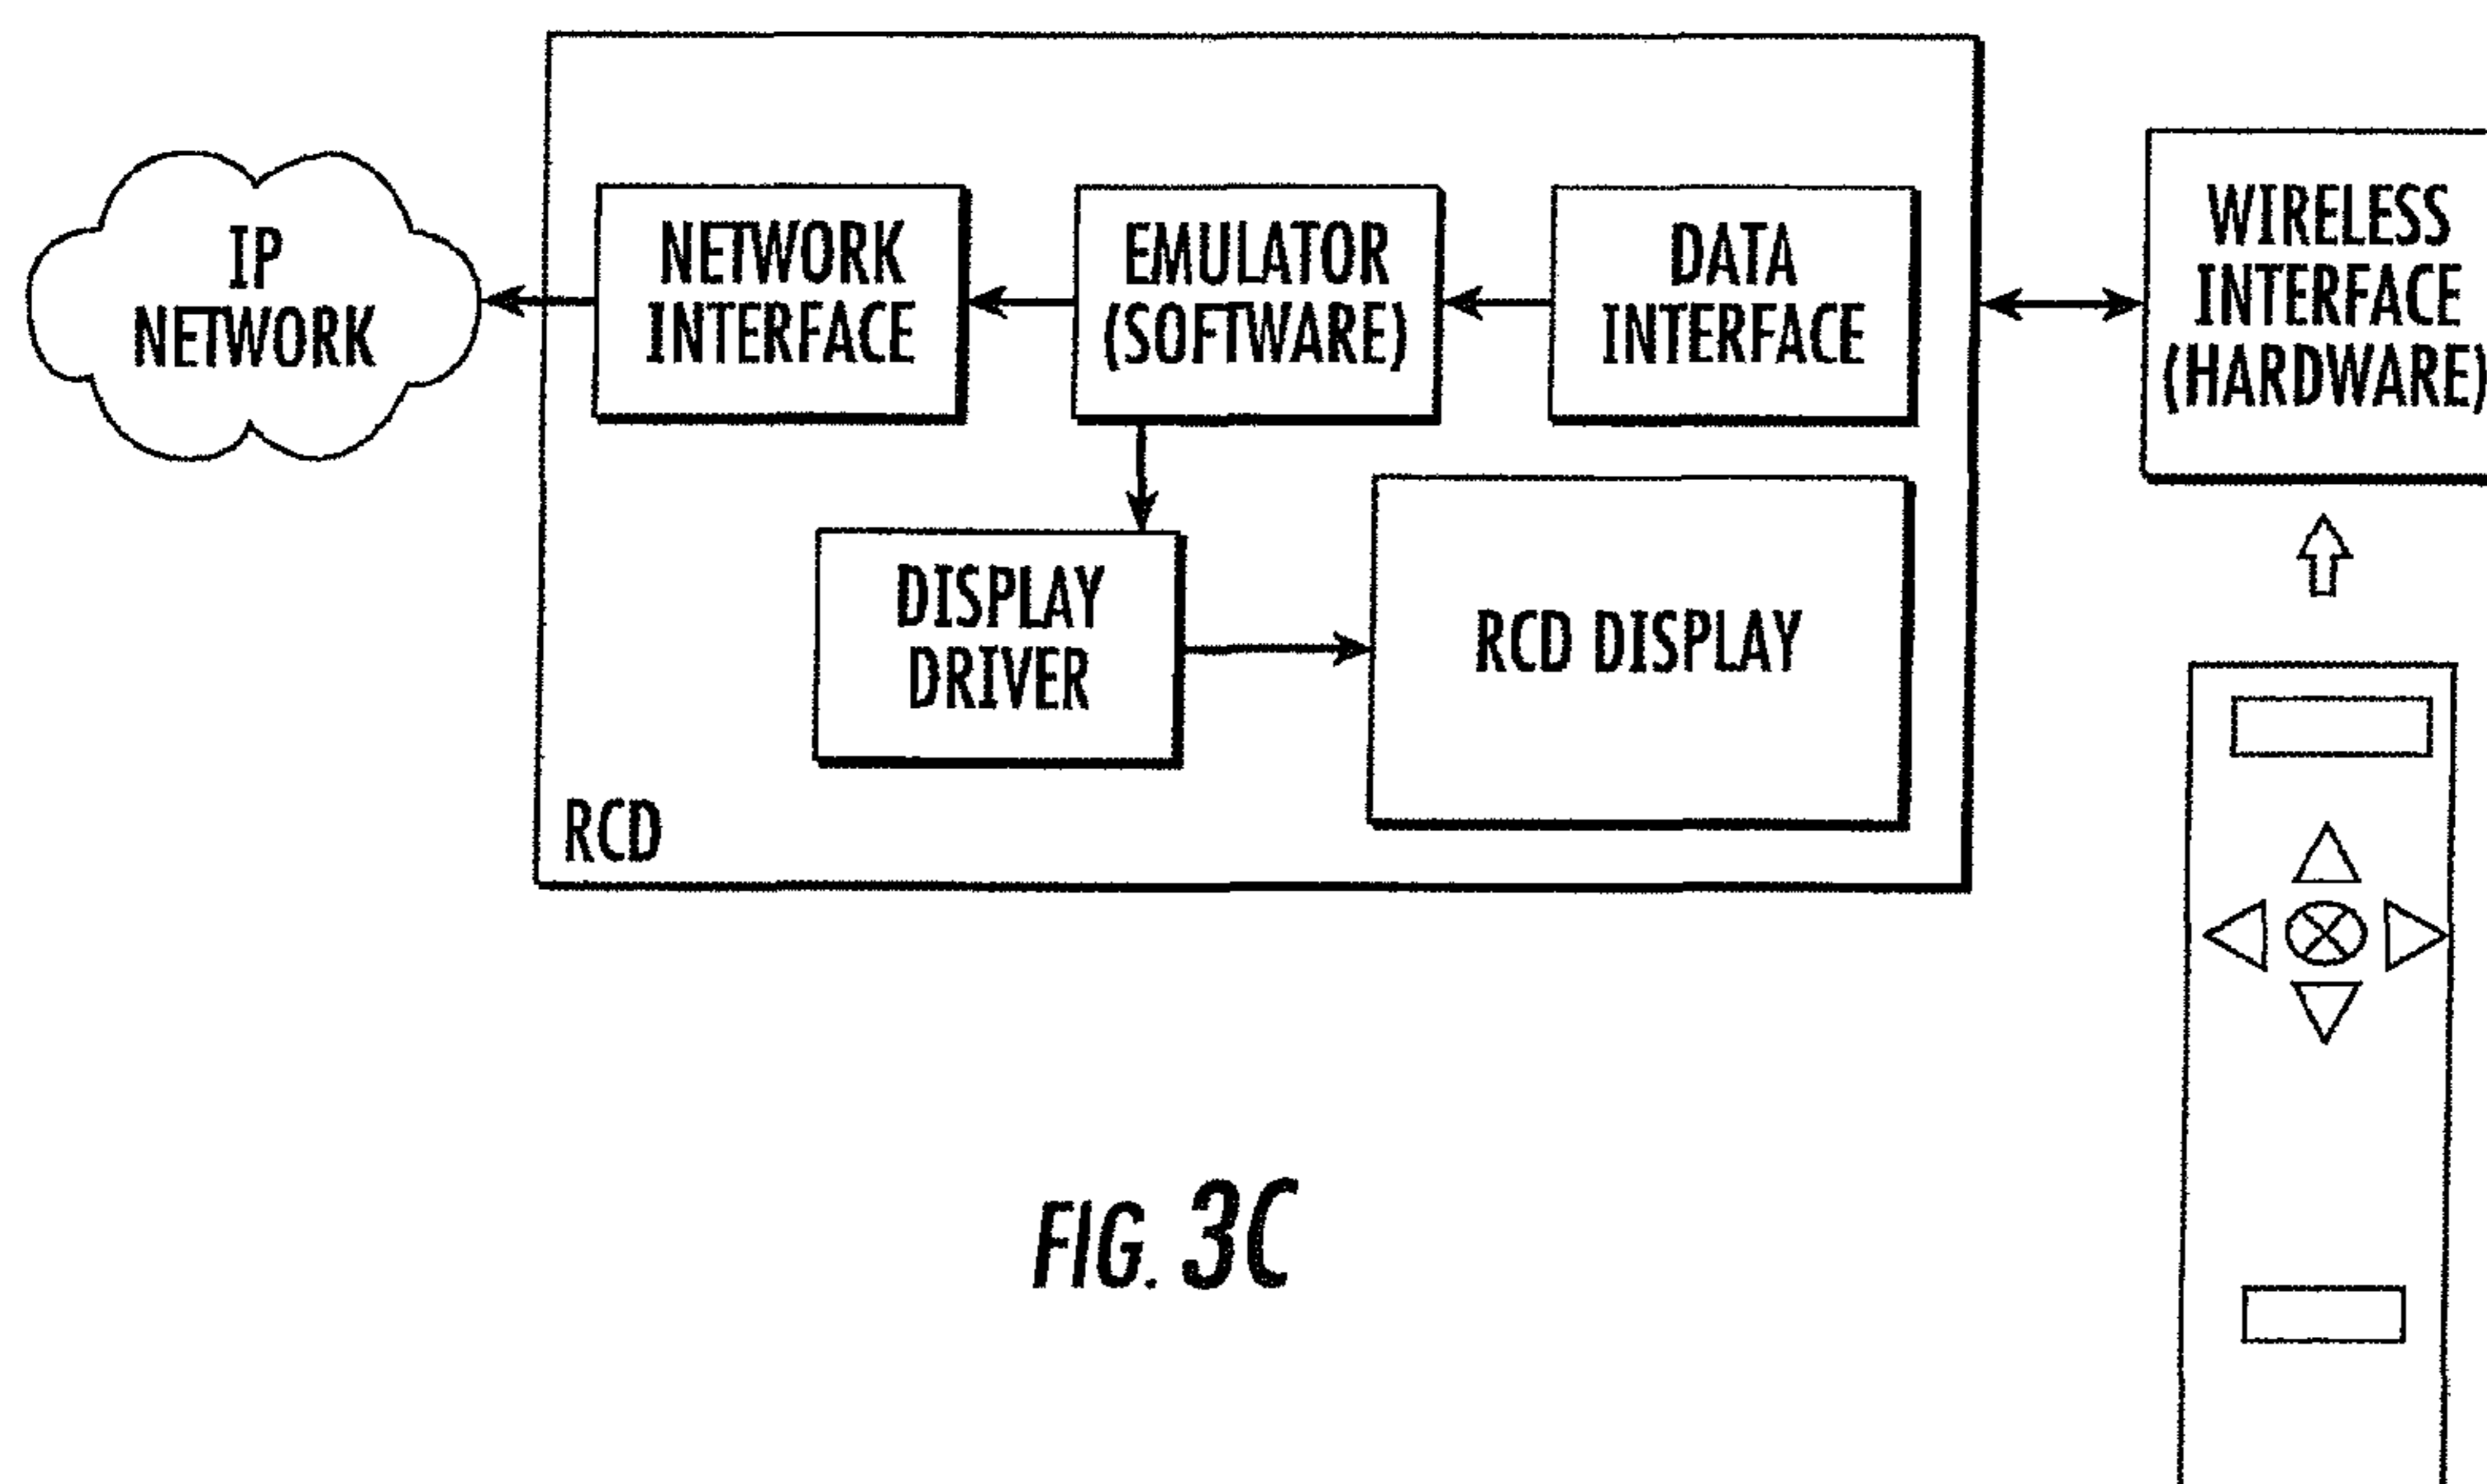 IP
NETWORK
NETWORK
INTERFACE
EMULATOR
(SOFTWARE)
DATA
INTERFACE
WIRELESS
INTERFACE
(HARDWARE)
DISPLAY
DRIVER
RCD DISPLAY
RCD
FIG. 3C